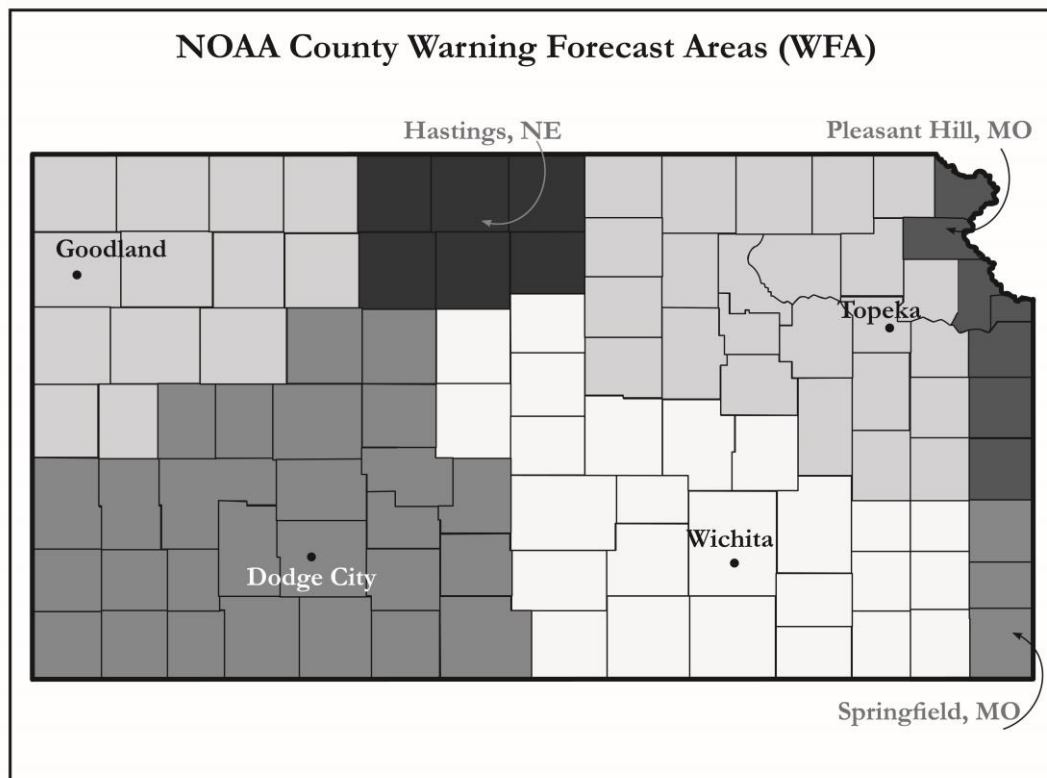 NOAA County Warning Forecast Areas (WFA)
Hastings, NE
Pleasant Hill, MO
Goodland
Topeka
Wichita
Dodge City
Springfield, MO